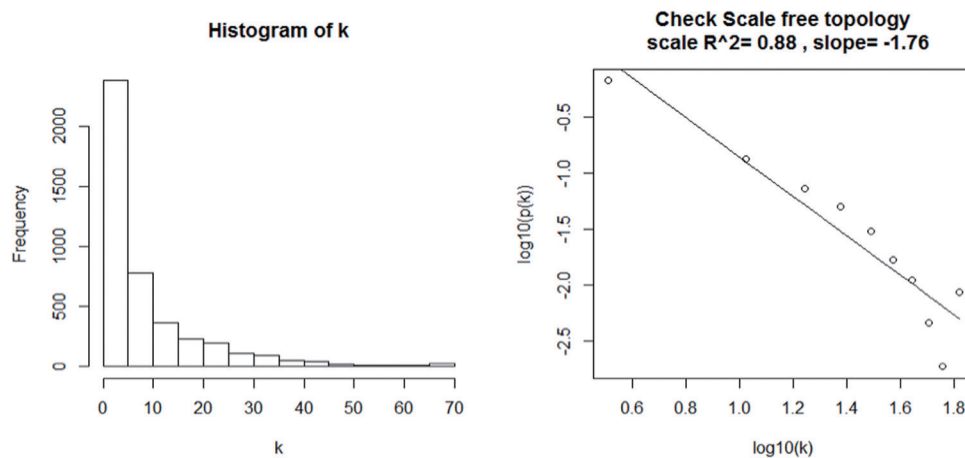 Histogram of k
Frequency
0
500
1000
1500
2000
0 10 20 30 40 50 60 70
k
Check Scale free topology
scale R^2= 0.88 , slope= -1.76
log10(p(k))
-0.5
-1.0
-1.5
-2.0
-2.5
0.6 0.8 1.0 1.2 1.4 1.6 1.8
log10(k)